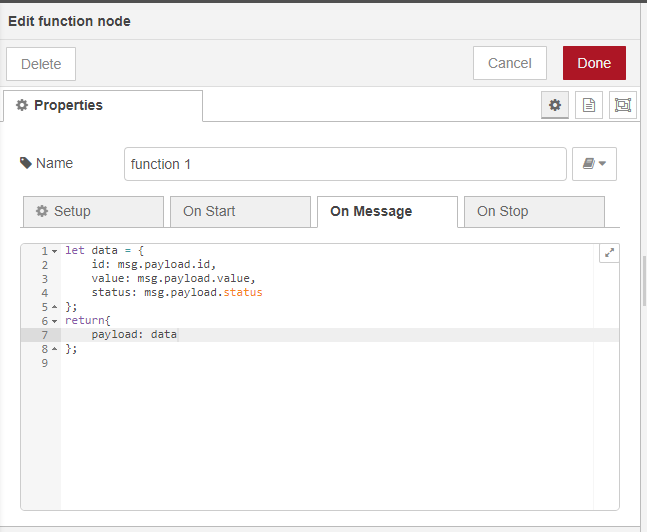 Edit function node
Delete
Cancel
Done
Properties
Name
function 1
Setup
On Start
On Message
On Stop
1 let data = {
2     id: msg.payload.id,
3     value: msg.payload.value,
4     status: msg.payload.status
5 };
6 return{
7     payload: data
8 };
9